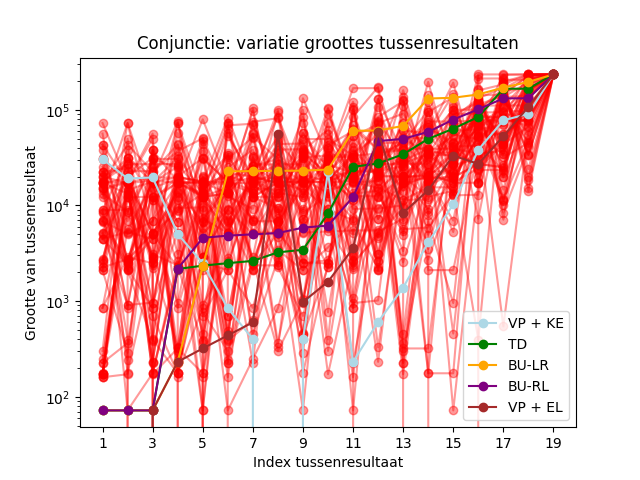 Conjunctie: variatie groottes tussenresultaten
Grootte van tussenresultaat
10^5
10^4
10^3
10^2
1 3 5 7 9 11 13 15 17 19
Index tussenresultaat
VP + KE
TD
BU-LR
BU-RL
VP + EL